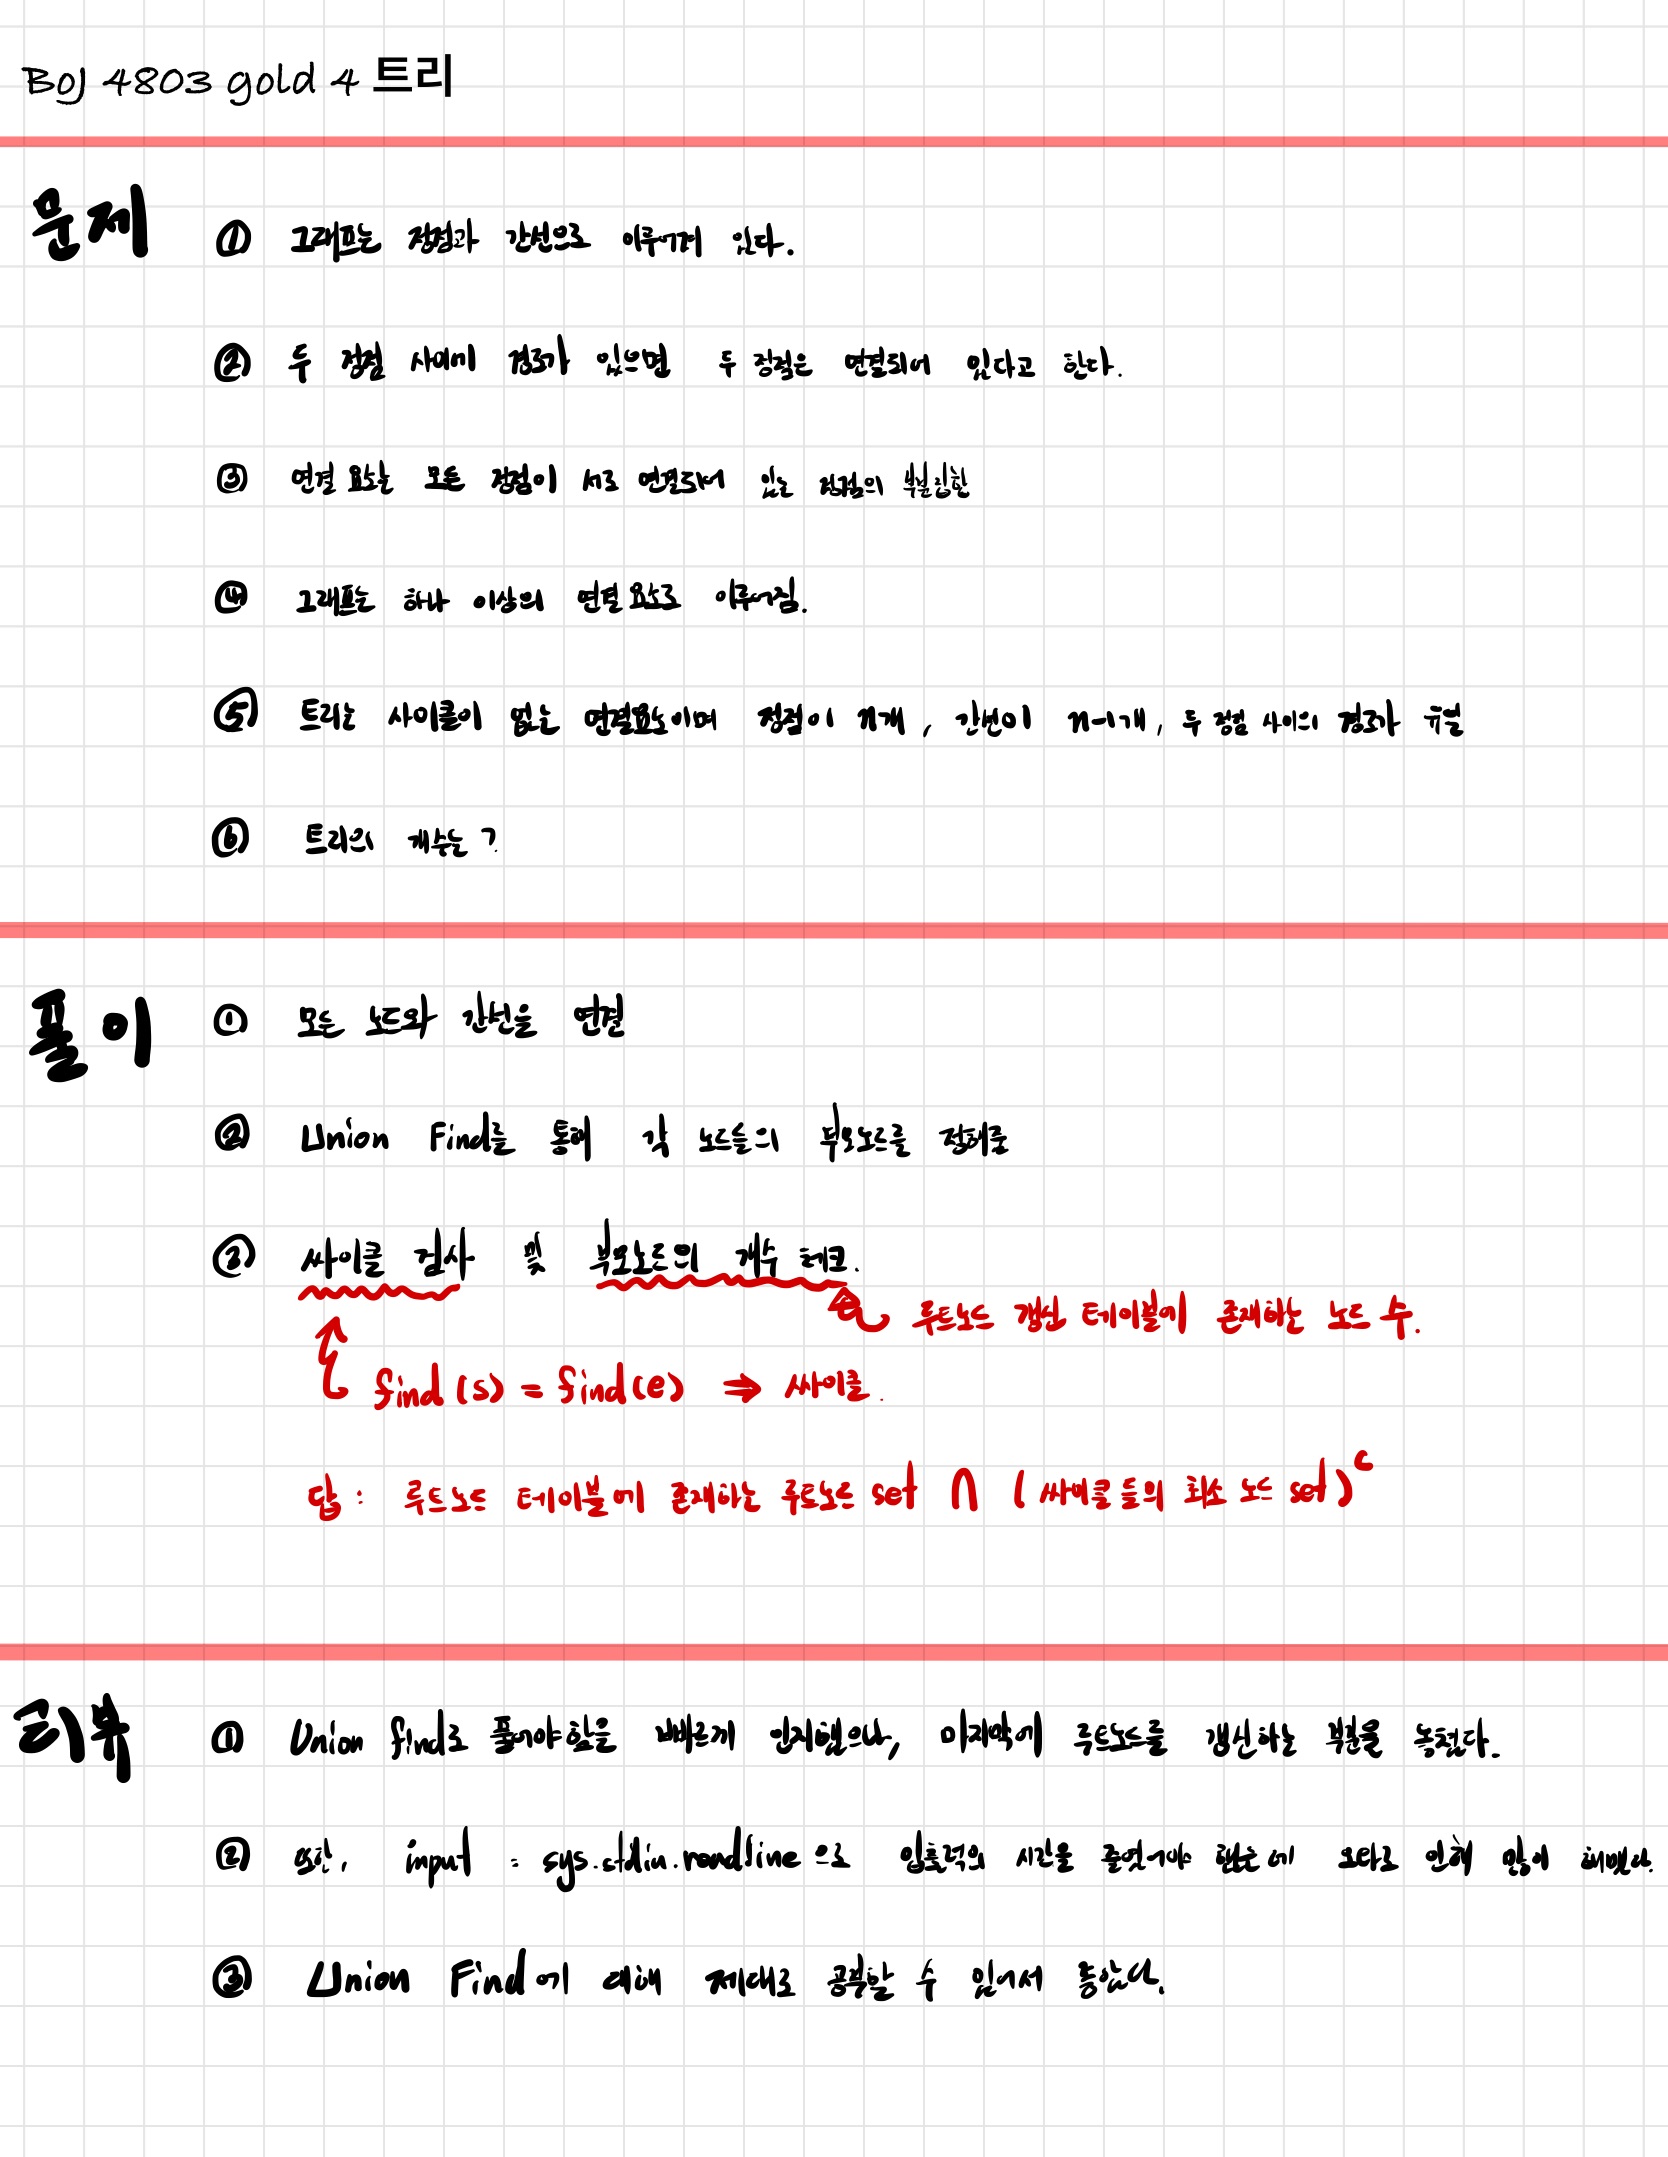 BOJ 4803 gold 4 트리
문제
① 그래프는 정점과 간선으로 이루어져 있다.
② 두 정점 사이에 경로가 있으면 두 정점은 연결되어 있다고 한다.
③ 연결 요소는 모든 정점이 서로 연결되어 있는 정점의 부분집합
④ 그래프는 하나 이상의 연결요소로 이루어짐.
⑤ 트리는 사이클이 없는 연결요소이며 정점이 n개, 간선이 n-1개, 두 정점 사이의 경로가 유일
⑥ 트리의 개수는?
풀이
① 모든 노드와 간선을 연결
② Union Find를 통해 각 노드들의 부모노드를 정해줌
③ 싸이클 검사 및 부모노드의 개수 체크.
루트노드 갱신 테이블에 존재하는 노드 수.
find(s) = find(e) ⇒ 싸이클.
답: 루트노드 테이블에 존재하는 루트노드 set ∩ (싸이클들의 최소 노드 set)ᶜ
리뷰
① Union find로 풀어야 함을 빠르게 인지했으나, 마지막에 루트노드를 갱신하는 부분을 놓쳤다.
② 또한, input = sys.stdin.readline으로 입출력의 시간을 줄였어야 했는데 오타로 인해 많이 헤맸다.
③ Union Find에 대해 제대로 공부할 수 있어서 좋았다.